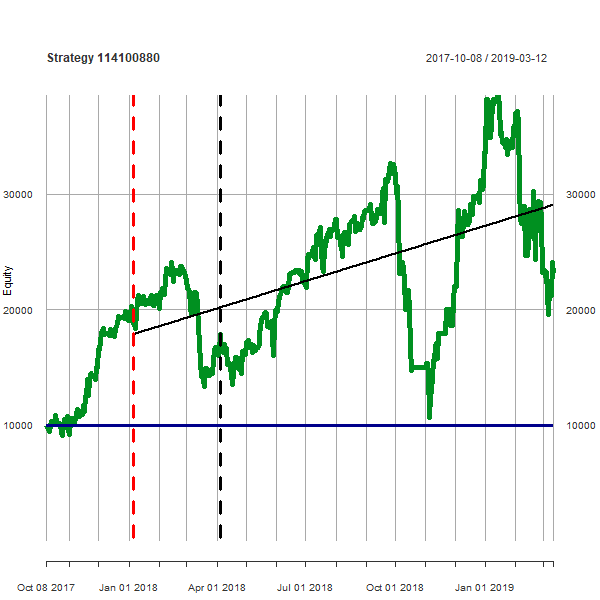 Strategy 114100880
2017-10-08 / 2019-03-12
30000
30000
Equity
20000
20000
10000
10000
Oct 08 2017
Jan 01 2018
Apr 01 2018
Jul 01 2018
Oct 01 2018
Jan 01 2019